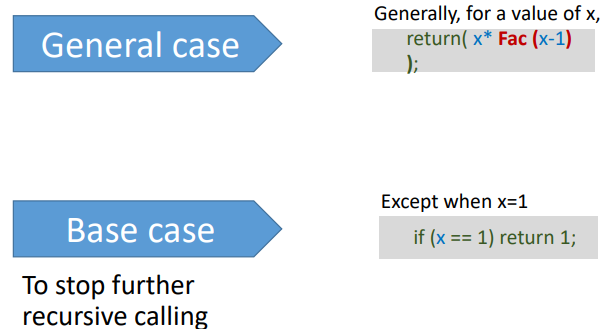 General case
Generally, for a value of x,
return( x* Fac (x-1)
);
Base case
Except when x=1
if (x == 1) return 1;
To stop further
recursive calling